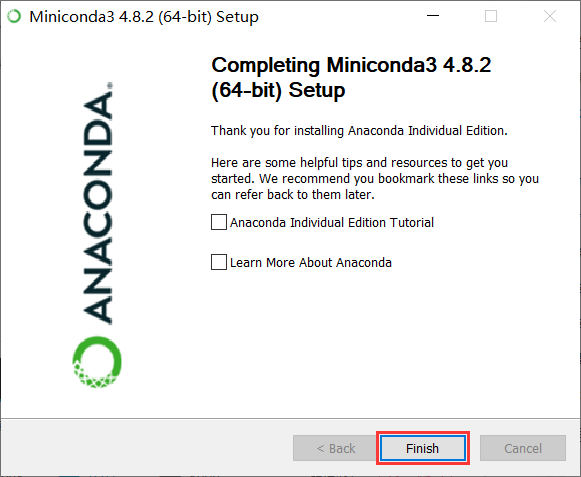 Miniconda3 4.8.2 (64-bit) Setup
Completing Miniconda3 4.8.2
(64-bit) Setup
Thank you for installing Anaconda Individual Edition.
Here are some helpful tips and resources to get you
started. We recommend you bookmark these links so you
can refer back to them later.
Anaconda Individual Edition Tutorial
Learn More About Anaconda
ANACONDA.
< Back
Finish
Cancel